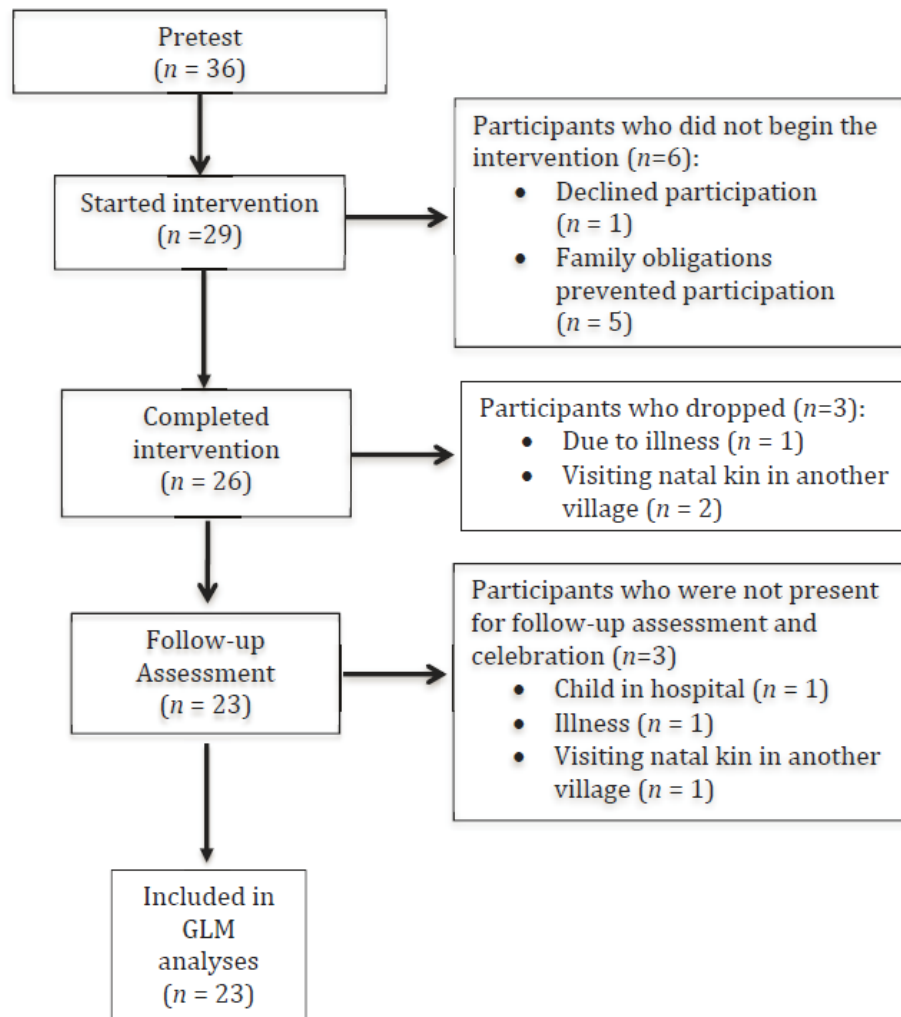 Pretest
(n = 36)
Started intervention
(n =29)
Participants who did not begin the
intervention (n=6):
• Declined participation
(n = 1)
• Family obligations
prevented participation
(n = 5)
Completed
intervention
(n = 26)
Participants who dropped (n=3):
• Due to illness (n = 1)
• Visiting natal kin in another
village (n = 2)
Follow-up
Assessment
(n = 23)
Participants who were not present
for follow-up assessment and
celebration (n=3)
• Child in hospital (n = 1)
• Illness (n = 1)
• Visiting natal kin in another
village (n = 1)
Included in
GLM
analyses
(n = 23)